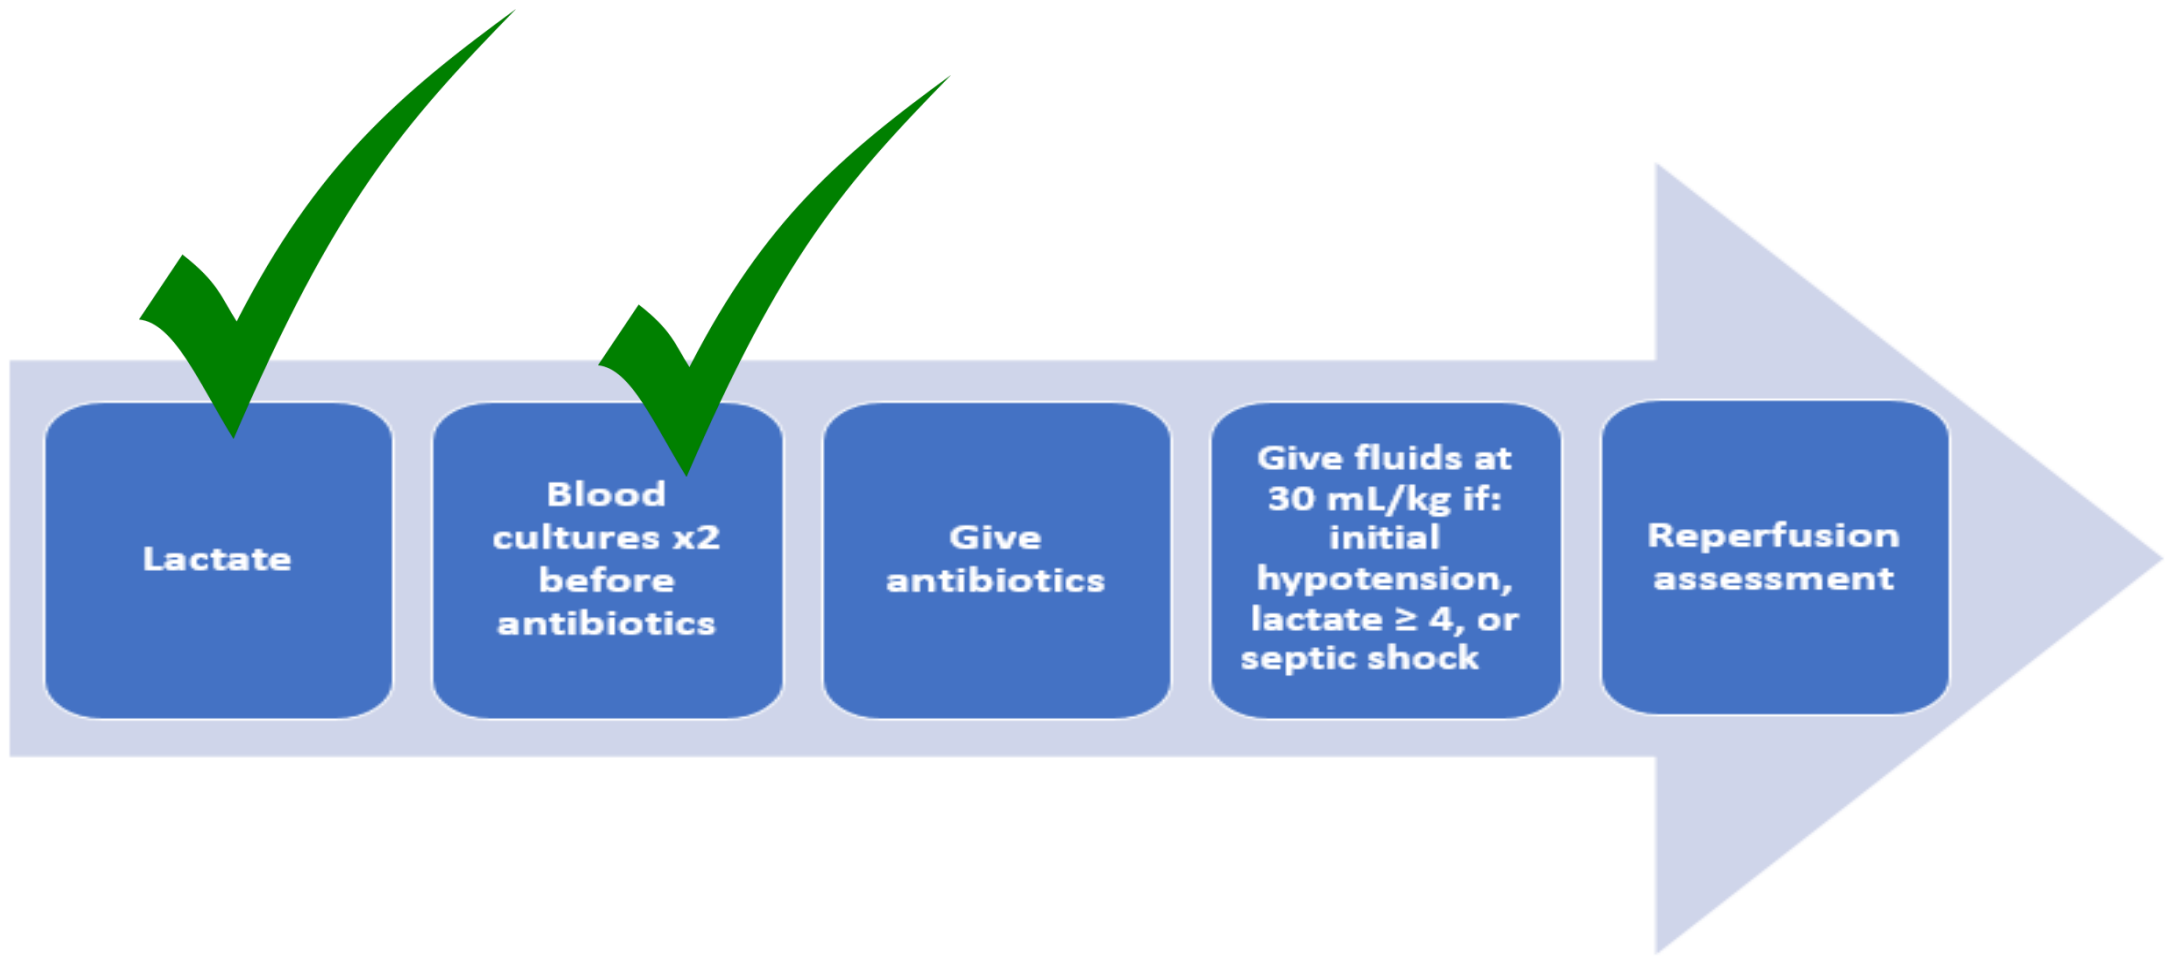 Lactate
Blood
cultures x2
before
antibiotics
Give
antibiotics
Give fluids at
30 mL/kg if:
initial
hypotension,
lactate ≥ 4, or
septic shock
Reperfusion
assessment